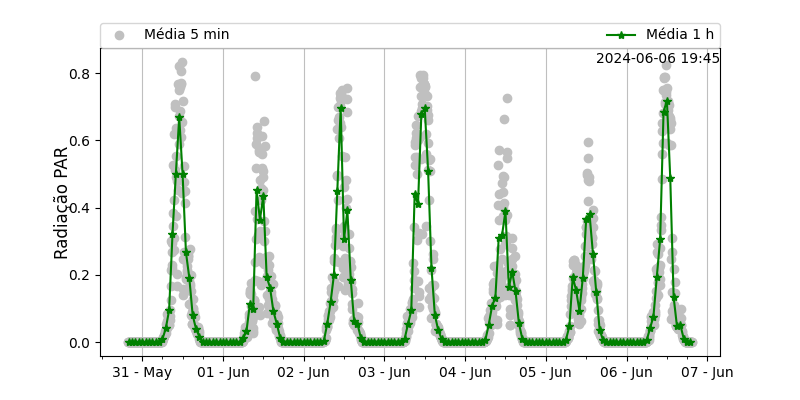 Média 5 min
Média 1 h
2024-06-06 19:45
Radiação PAR
0.8
0.6
0.4
0.2
0.0
31 - May
01 - Jun
02 - Jun
03 - Jun
04 - Jun
05 - Jun
06 - Jun
07 - Jun